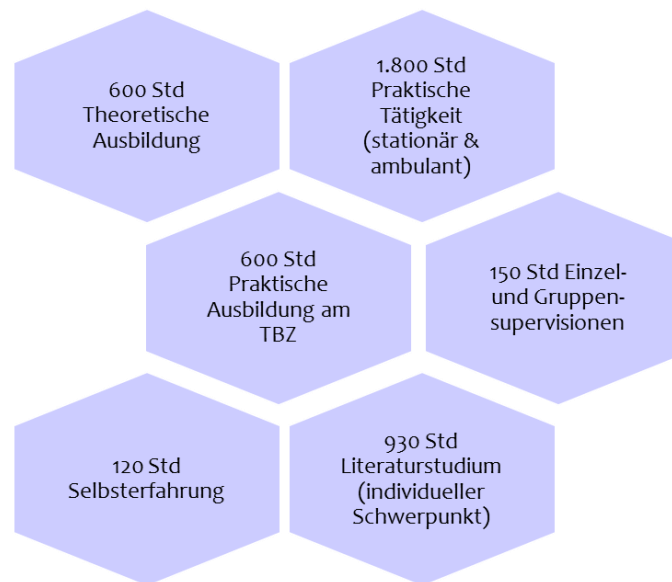 600 Std
Theoretische
Ausbildung
1.800 Std
Praktische
Tätigkeit
(stationär &
ambulant)
600 Std
Praktische
Ausbildung am
TBZ
150 Std Einzel-
und Gruppen-
supervisionen
120 Std
Selbsterfahrung
930 Std
Literaturstudium
(individueller
Schwerpunkt)